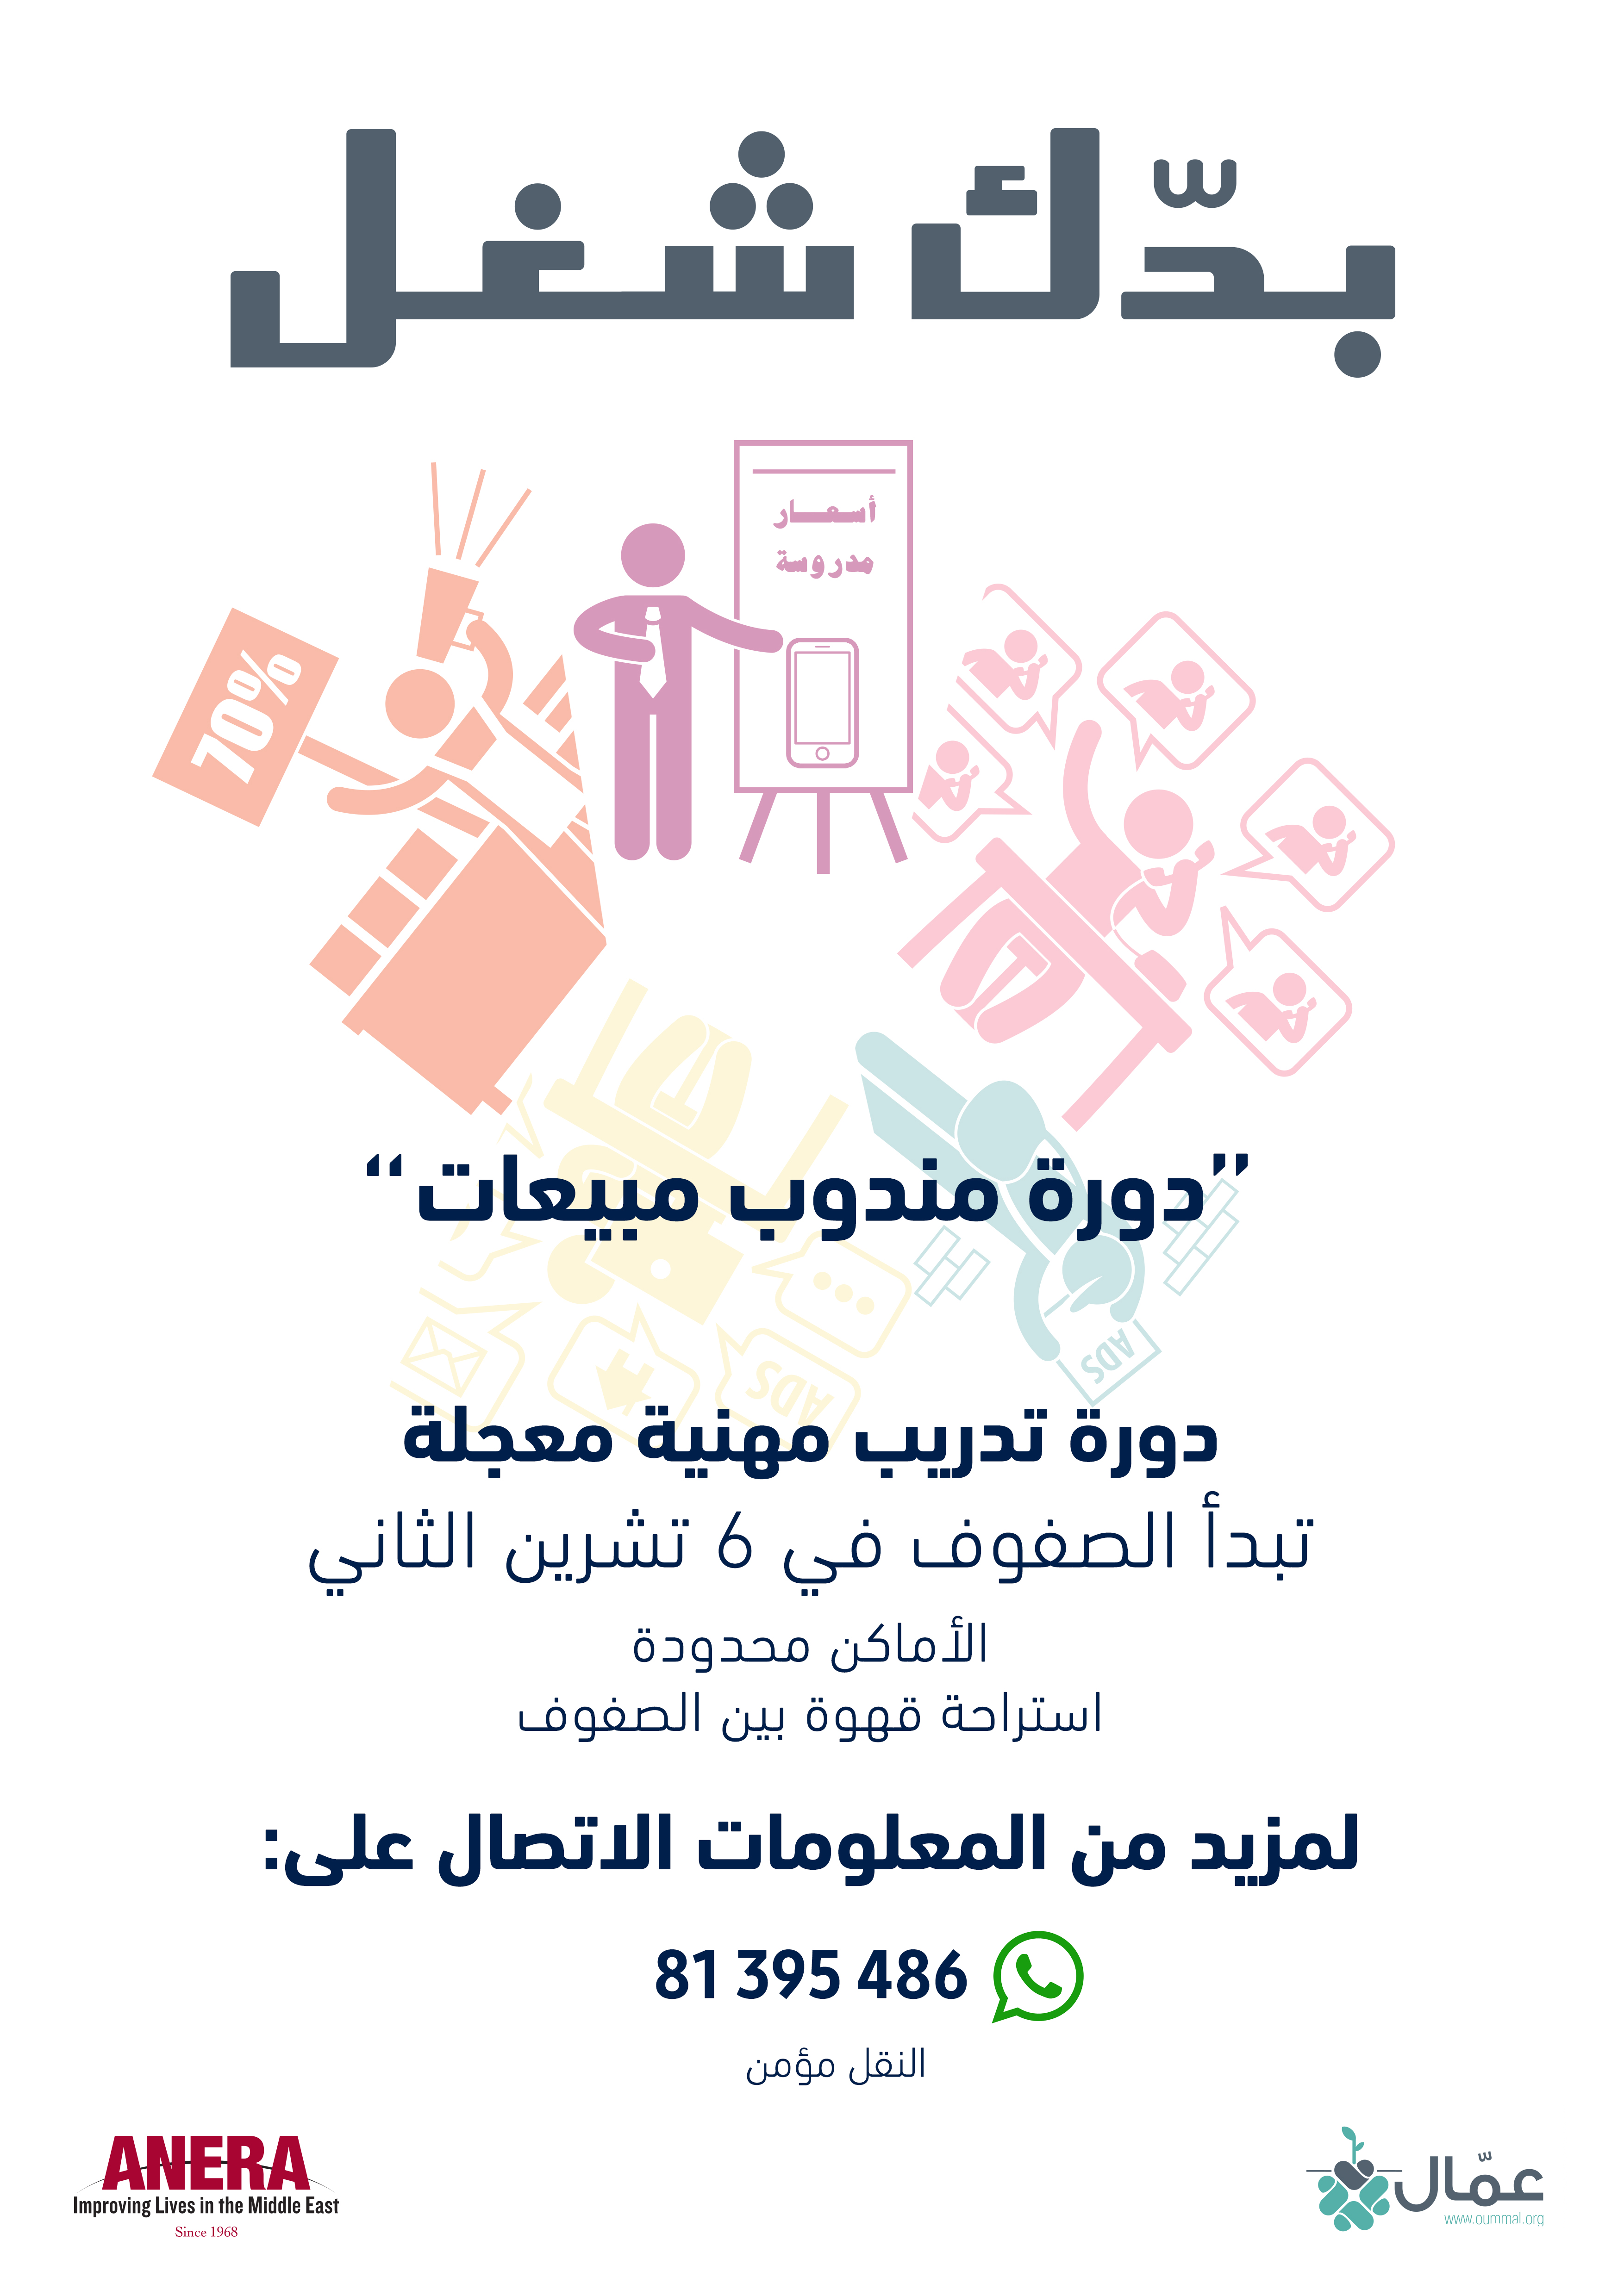 بدّك شغل
أسعار
مدروسة
70%
ADS
ADS
”دورة مندوب مبيعات“
دورة تدريب مهنية معجلة
تبدأ الصفوف في 6 تشرين الثاني
الأماكن محدودة
استراحة قهوة بين الصفوف
لمزيد من المعلومات الاتصال على:
81 395 486
النقل مؤمن
ANERA
Improving Lives in the Middle East
Since 1968
عمّال
www.oummal.org